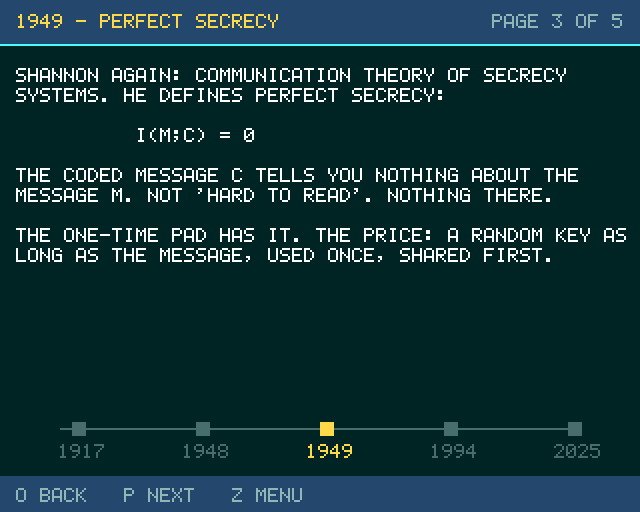 1949 - PERFECT SECRECY
PAGE 3 OF 5
SHANNON AGAIN: COMMUNICATION THEORY OF SECRECY
SYSTEMS. HE DEFINES PERFECT SECRECY:
I(M;C) = 0
THE CODED MESSAGE C TELLS YOU NOTHING ABOUT THE
MESSAGE M. NOT 'HARD TO READ'. NOTHING THERE.
THE ONE-TIME PAD HAS IT. THE PRICE: A RANDOM KEY AS
LONG AS THE MESSAGE, USED ONCE, SHARED FIRST.
1917 1948 1949 1994 2025
O BACK P NEXT Z MENU